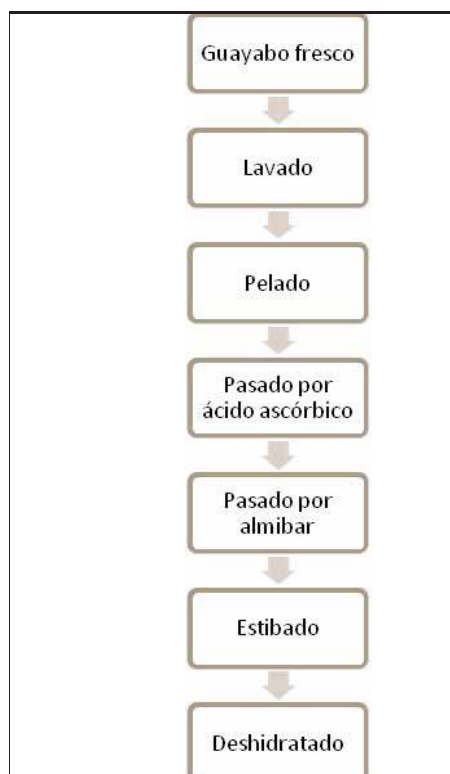 Guayabo fresco
Lavado
Pelado
Pasado por
ácido ascórbico
Pasado por
almibar
Estibado
Deshidratado